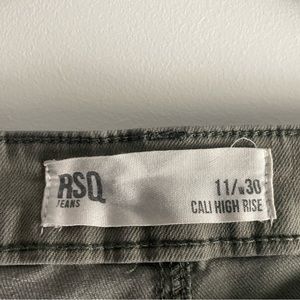 RSQ
JEANS
11/W30
CALI HIGH RISE